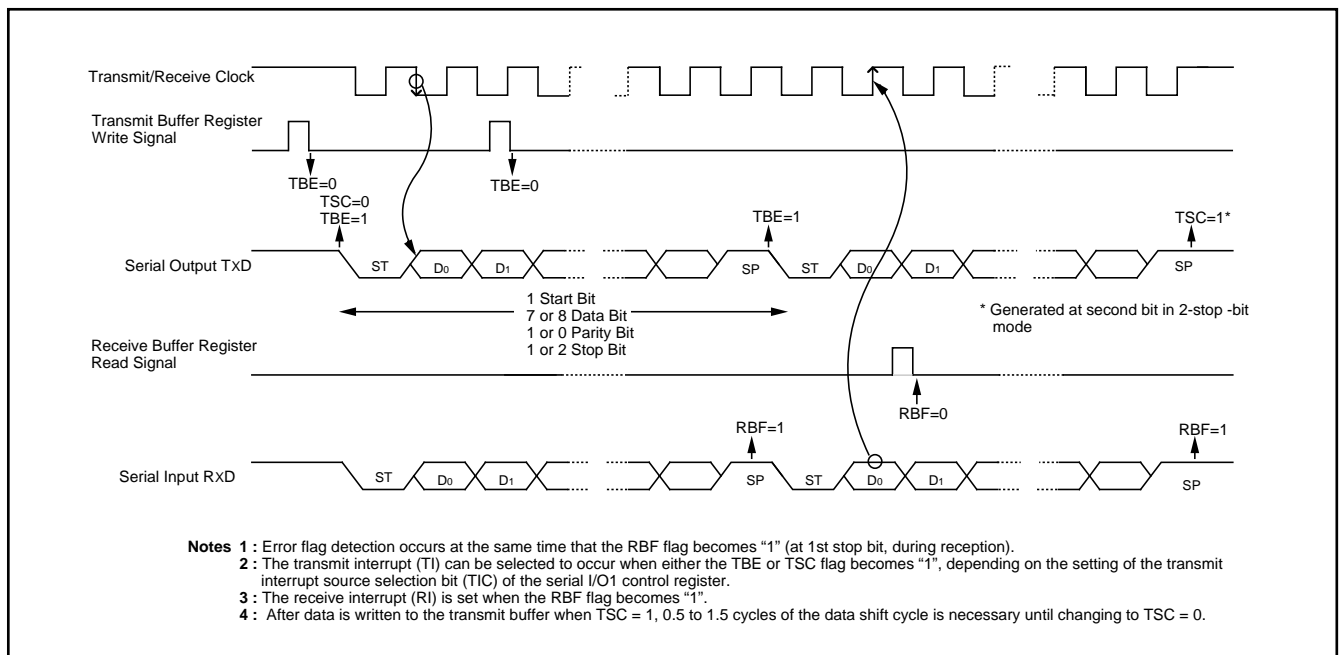 Transmit/Receive Clock
Transmit Buffer Register
Write Signal
TBE=0
TBE=0
TSC=0
TBE=1
TBE=1
TSC=1*
Serial Output TXD
ST
D0
D1
SP
ST
D0
D1
SP
1 Start Bit
7 or 8 Data Bit
1 or 0 Parity Bit
1 or 2 Stop Bit
* Generated at second bit in 2-stop -bit
mode
Receive Buffer Register
Read Signal
RBF=0
RBF=1
RBF=1
Serial Input RXD
ST
D0
D1
SP
ST
D0
D1
SP
Notes 1 : Error flag detection occurs at the same time that the RBF flag becomes “1” (at 1st stop bit, during reception).
2 : The transmit interrupt (TI) can be selected to occur when either the TBE or TSC flag becomes “1”, depending on the setting of the transmit
interrupt source selection bit (TIC) of the serial I/O1 control register.
3 : The receive interrupt (RI) is set when the RBF flag becomes “1”.
4 : After data is written to the transmit buffer when TSC = 1, 0.5 to 1.5 cycles of the data shift cycle is necessary until changing to TSC = 0.